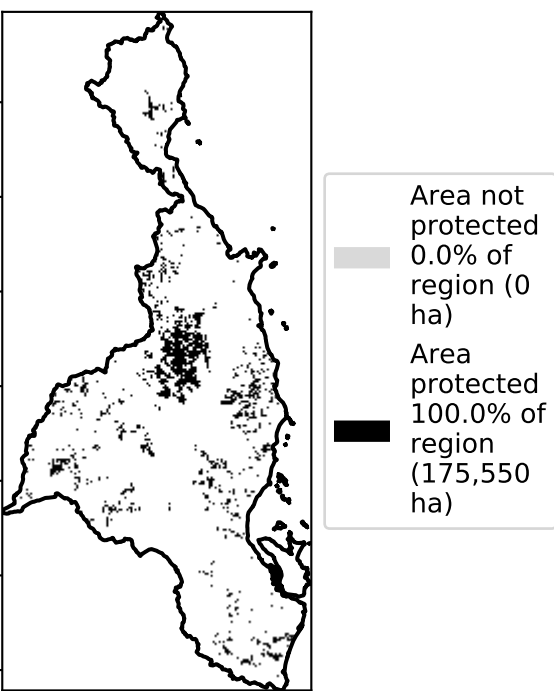 Area not
protected
0.0% of
region (0
ha)
Area
protected
100.0% of
region
(175,550
ha)